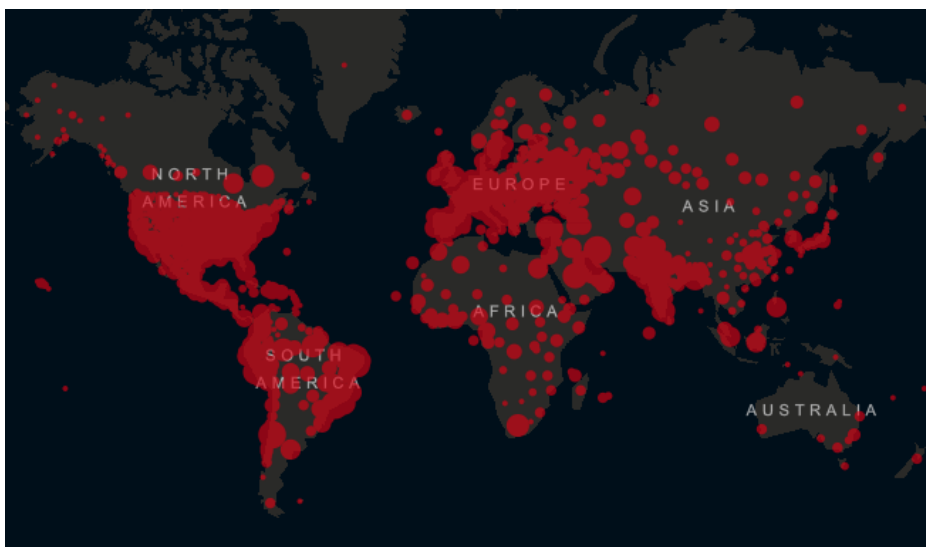 NORTH
AMERICA
EUROPE
ASIA
AFRICA
SOUTH
AMERICA
AUSTRALIA